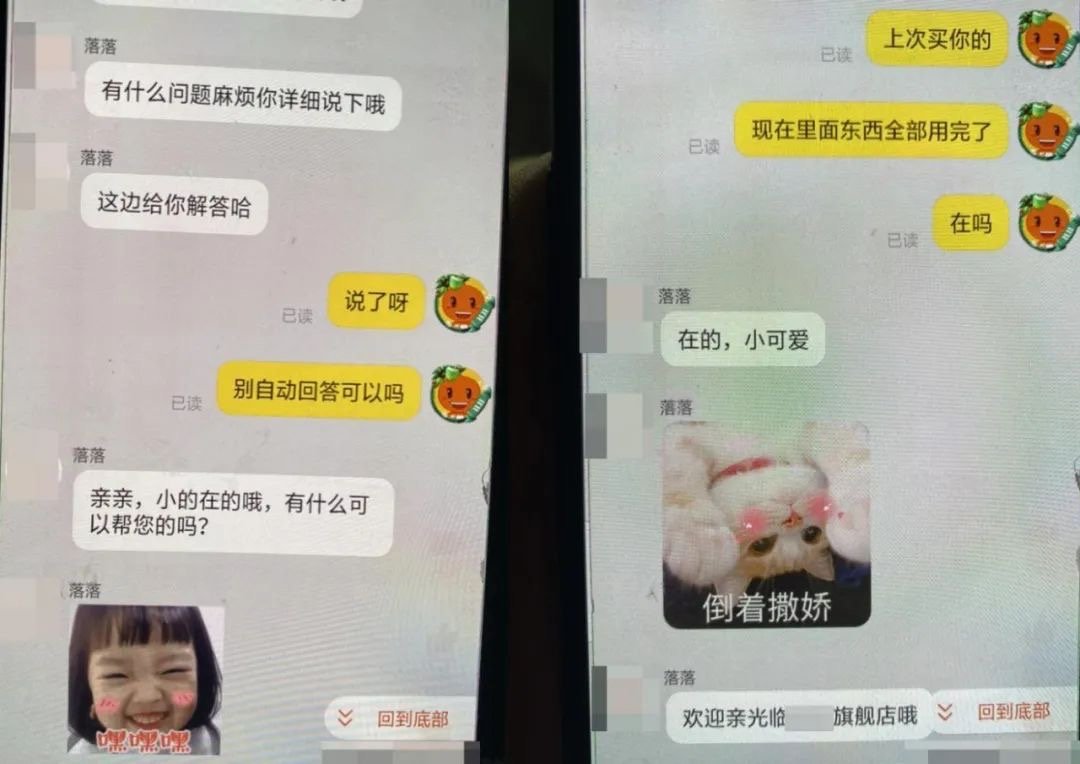 落落
有什么问题麻烦你详细说下哦
落落
这边给你解答哈
说了呀
已读
别自动回答可以吗
已读
落落
亲亲，小的在的哦，有什么可
以帮您的吗？
落落
嘿嘿嘿
回到底部
上次买你的
已读
现在里面东西全部用完了
已读
在吗
已读
落落
在的，小可爱
落落
倒着撒娇
落落
欢迎亲光临 旗舰店哦
回到底部